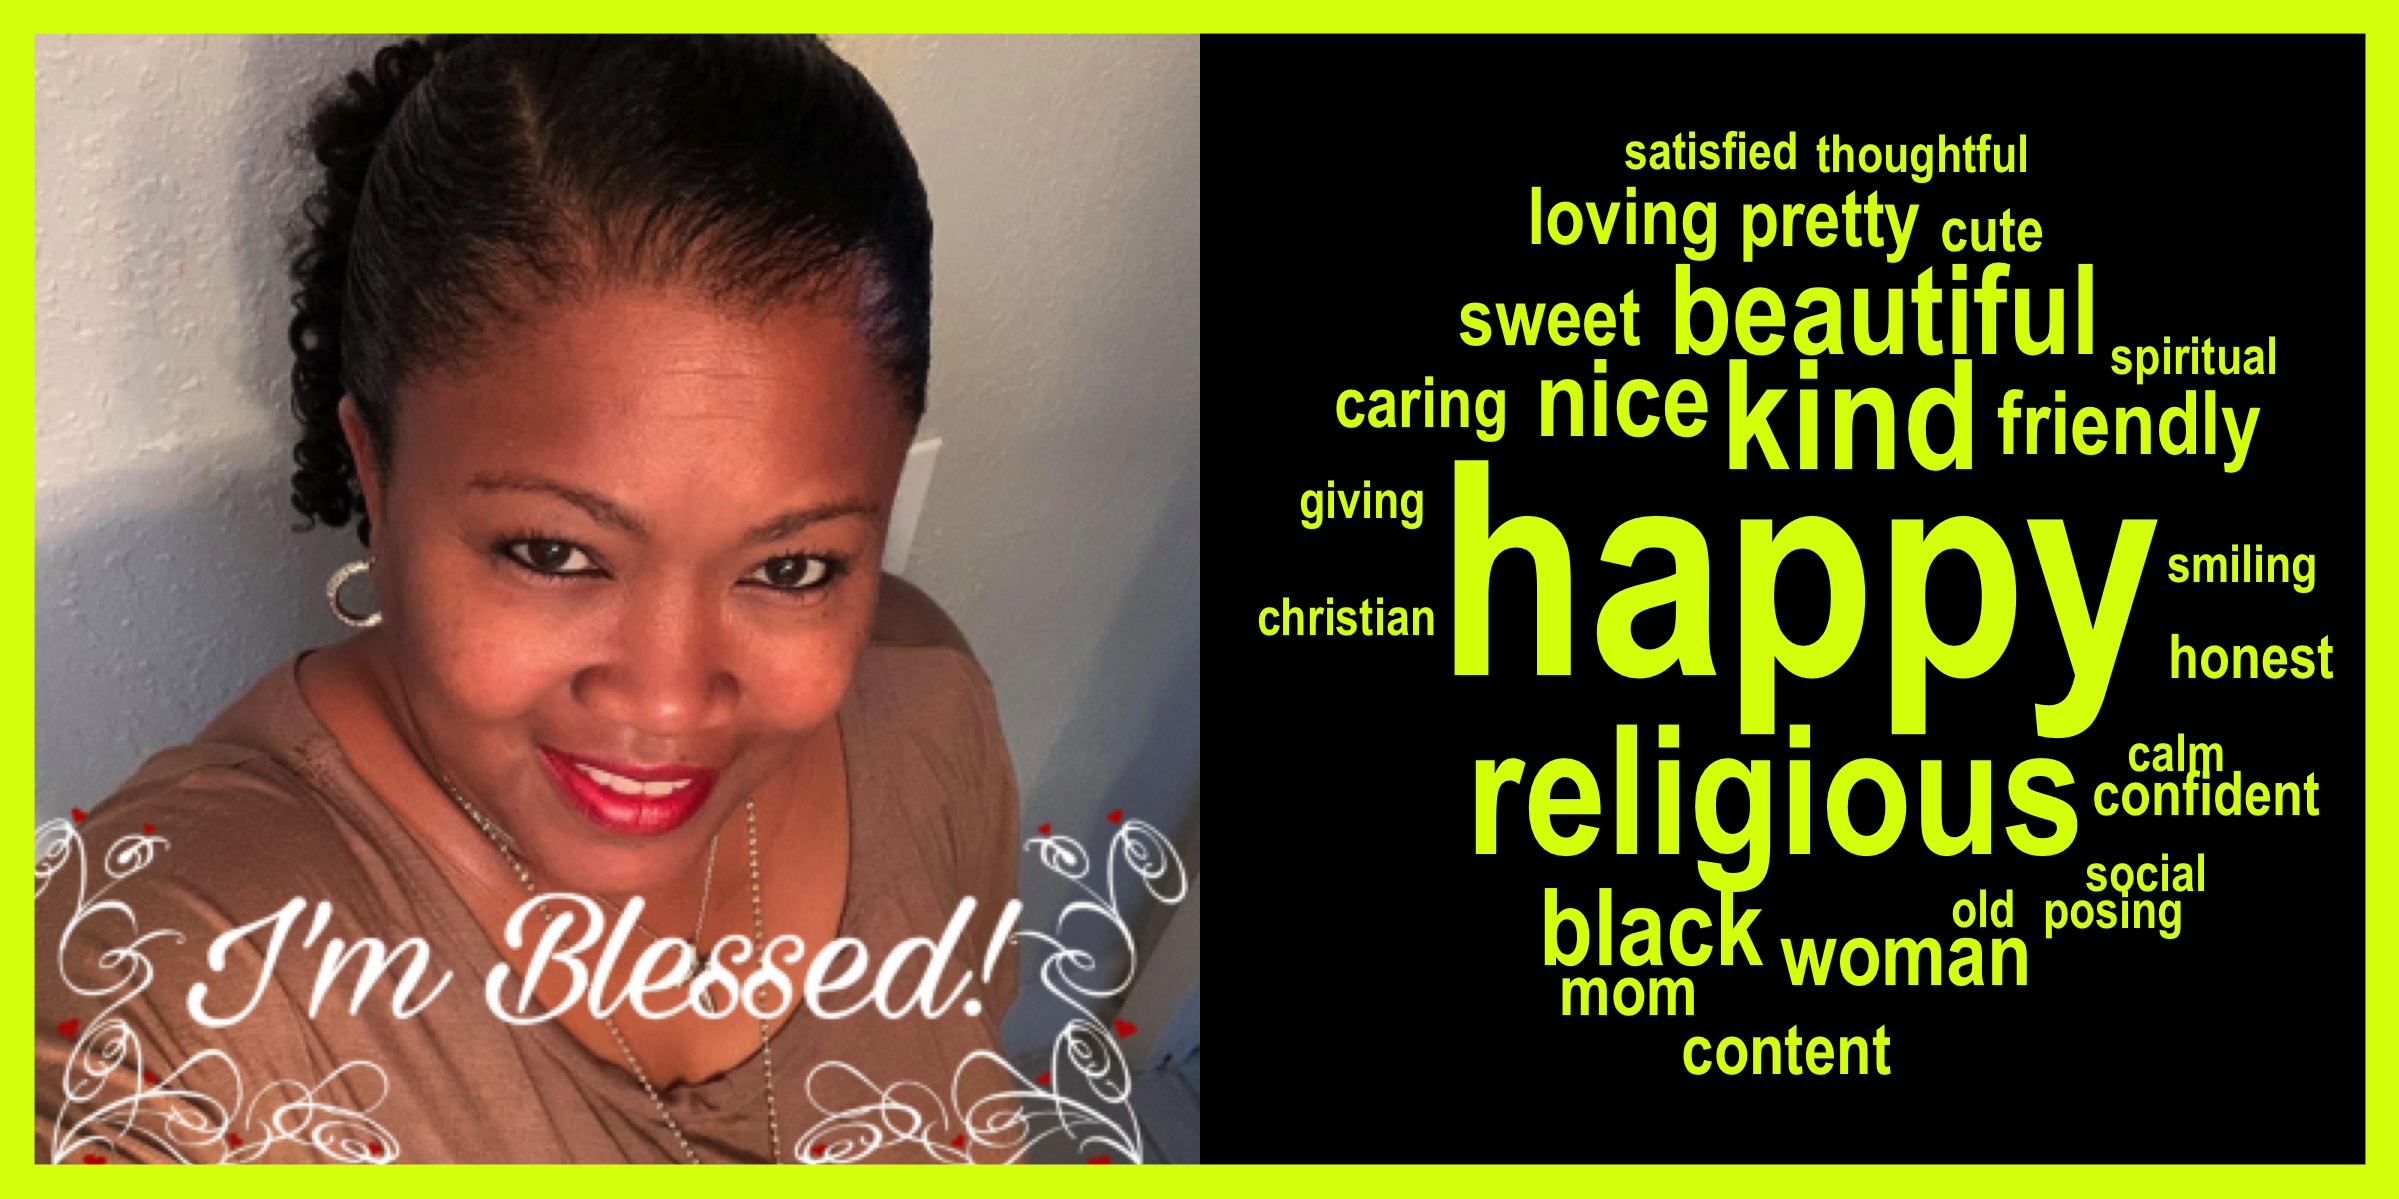 I'm Blessed!
satisfied thoughtful
loving pretty cute
sweet beautiful
spiritual
caring nice kind friendly
giving
happy
smiling
christian
honest
religious
calm
confident
social
black
old posing
woman
mom
content